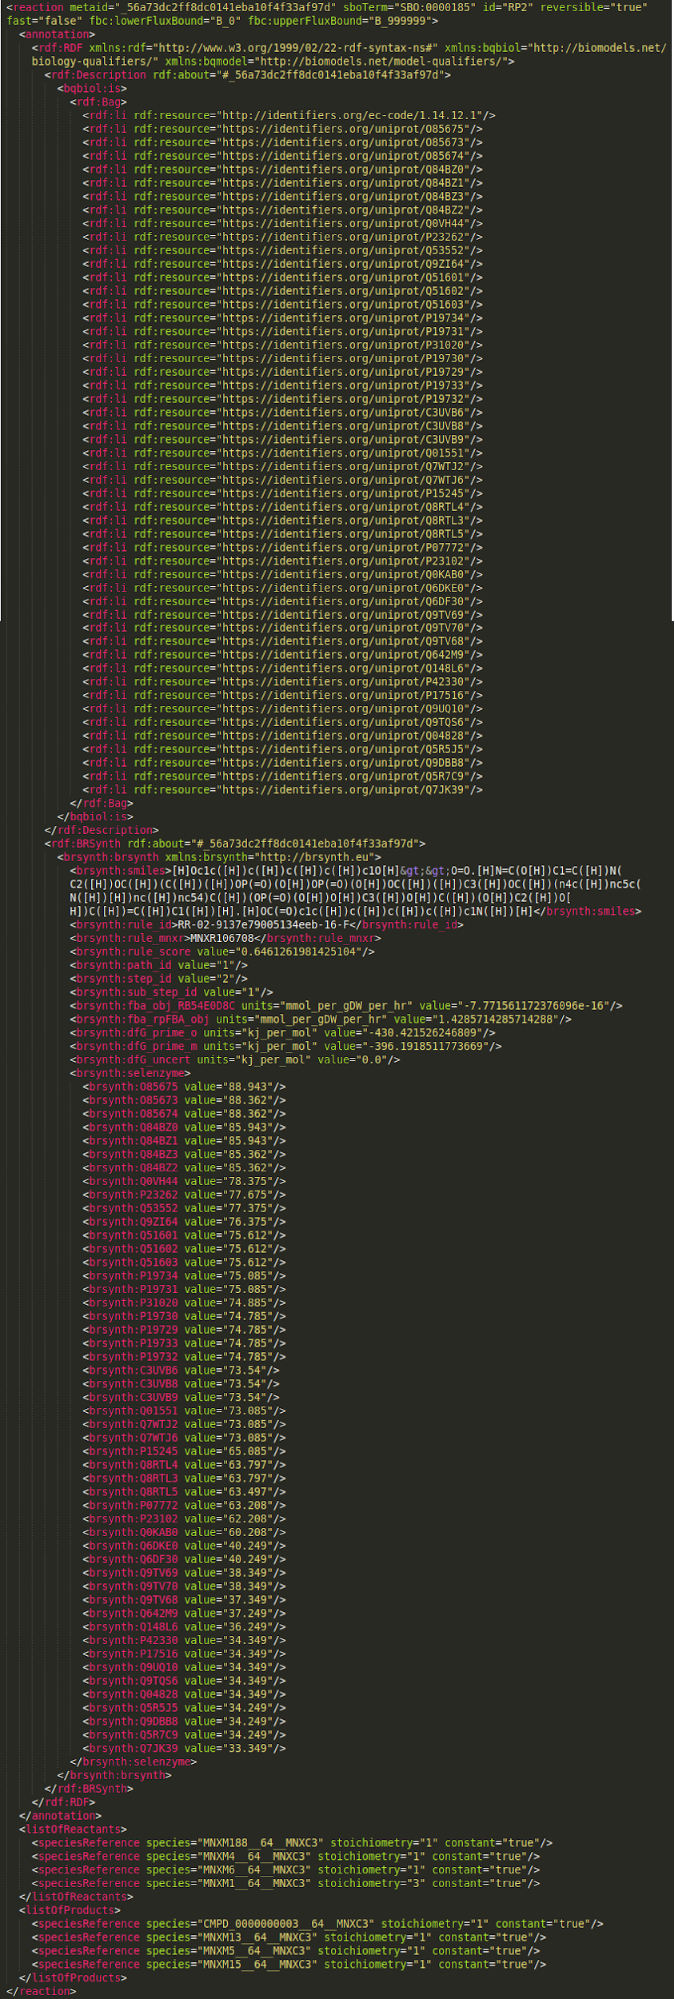 <reaction metaid="_56a73dc2ff8dc0141eba10f4f33af97d" sboTerm="SBO:0000185" id="RP2" reversible="true"
fast="false" fbc:lowerFluxBound="B_0" fbc:upperFluxBound="B_999999">
<annotation>
<rdf:RDF xmlns:rdf="http://www.w3.org/1999/02/22-rdf-syntax-ns#" xmlns:bqbiol="http://biomodels.net/
biology-qualifiers/" xmlns:bqmodel="http://biomodels.net/model-qualifiers/">
<rdf:Description rdf:about="#_56a73dc2ff8dc0141eba10f4f33af97d">
<bqbiol:is>
<rdf:Bag>
<rdf:li rdf:resource="http://identifiers.org/ec-code/1.14.12.1"/>
<rdf:li rdf:resource="https://identifiers.org/uniprot/O85675"/>
<rdf:li rdf:resource="https://identifiers.org/uniprot/O85673"/>
<rdf:li rdf:resource="https://identifiers.org/uniprot/O85674"/>
<rdf:li rdf:resource="https://identifiers.org/uniprot/Q84BZ0"/>
<rdf:li rdf:resource="https://identifiers.org/uniprot/Q84BZ1"/>
<rdf:li rdf:resource="https://identifiers.org/uniprot/Q84BZ3"/>
<rdf:li rdf:resource="https://identifiers.org/uniprot/Q84BZ2"/>
<rdf:li rdf:resource="https://identifiers.org/uniprot/Q0VH44"/>
<rdf:li rdf:resource="https://identifiers.org/uniprot/P23262"/>
<rdf:li rdf:resource="https://identifiers.org/uniprot/Q53552"/>
<rdf:li rdf:resource="https://identifiers.org/uniprot/Q9ZI64"/>
<rdf:li rdf:resource="https://identifiers.org/uniprot/Q51601"/>
<rdf:li rdf:resource="https://identifiers.org/uniprot/Q51602"/>
<rdf:li rdf:resource="https://identifiers.org/uniprot/Q51603"/>
<rdf:li rdf:resource="https://identifiers.org/uniprot/P19734"/>
<rdf:li rdf:resource="https://identifiers.org/uniprot/P19731"/>
<rdf:li rdf:resource="https://identifiers.org/uniprot/P31020"/>
<rdf:li rdf:resource="https://identifiers.org/uniprot/P19730"/>
<rdf:li rdf:resource="https://identifiers.org/uniprot/P19729"/>
<rdf:li rdf:resource="https://identifiers.org/uniprot/P19733"/>
<rdf:li rdf:resource="https://identifiers.org/uniprot/P19732"/>
<rdf:li rdf:resource="https://identifiers.org/uniprot/C3UVB6"/>
<rdf:li rdf:resource="https://identifiers.org/uniprot/C3UVB8"/>
<rdf:li rdf:resource="https://identifiers.org/uniprot/C3UVB9"/>
<rdf:li rdf:resource="https://identifiers.org/uniprot/Q01551"/>
<rdf:li rdf:resource="https://identifiers.org/uniprot/Q7WTJ2"/>
<rdf:li rdf:resource="https://identifiers.org/uniprot/Q7WTJ6"/>
<rdf:li rdf:resource="https://identifiers.org/uniprot/P15245"/>
<rdf:li rdf:resource="https://identifiers.org/uniprot/Q8RTL4"/>
<rdf:li rdf:resource="https://identifiers.org/uniprot/Q8RTL3"/>
<rdf:li rdf:resource="https://identifiers.org/uniprot/Q8RTL5"/>
<rdf:li rdf:resource="https://identifiers.org/uniprot/P07772"/>
<rdf:li rdf:resource="https://identifiers.org/uniprot/P23102"/>
<rdf:li rdf:resource="https://identifiers.org/uniprot/Q0KAB0"/>
<rdf:li rdf:resource="https://identifiers.org/uniprot/Q6DKE0"/>
<rdf:li rdf:resource="https://identifiers.org/uniprot/Q6DF30"/>
<rdf:li rdf:resource="https://identifiers.org/uniprot/Q9TV69"/>
<rdf:li rdf:resource="https://identifiers.org/uniprot/Q9TV70"/>
<rdf:li rdf:resource="https://identifiers.org/uniprot/Q9TV68"/>
<rdf:li rdf:resource="https://identifiers.org/uniprot/Q642M9"/>
<rdf:li rdf:resource="https://identifiers.org/uniprot/Q148L6"/>
<rdf:li rdf:resource="https://identifiers.org/uniprot/P42330"/>
<rdf:li rdf:resource="https://identifiers.org/uniprot/P17516"/>
<rdf:li rdf:resource="https://identifiers.org/uniprot/Q9UQ10"/>
<rdf:li rdf:resource="https://identifiers.org/uniprot/Q9TQS6"/>
<rdf:li rdf:resource="https://identifiers.org/uniprot/Q04828"/>
<rdf:li rdf:resource="https://identifiers.org/uniprot/Q5R5J5"/>
<rdf:li rdf:resource="https://identifiers.org/uniprot/Q9DBB8"/>
<rdf:li rdf:resource="https://identifiers.org/uniprot/Q5R7C9"/>
<rdf:li rdf:resource="https://identifiers.org/uniprot/Q7JK39"/>
</rdf:Bag>
</bqbiol:is>
</rdf:Description>
<rdf:BRSynth rdf:about="#_56a73dc2ff8dc0141eba10f4f33af97d">
<brsynth:brsynth xmlns:brsynth="http://brsynth.eu">
<brsynth:smiles>[H]Oc1c([H])c([H])c([H])c([H])c1O[H]&gt;&gt;O=O.[H]N=C(O[H])C1=C([H])N(
C2([H])OC([H])(C([H])([H])OP(=O)(O[H])OP(=O)(O[H])OC([H])([H])C3([H])OC([H])(n4c([H])nc5c(
N([H])[H])nc([H])nc54)C([H])(OP(=O)(O[H])O[H])C3([H])O[H])C([H])(O[H])C2([H])O[
H])C([H])=C([H])C1([H])[H].[H]OC(=O)c1c([H])c([H])c([H])c([H])c1N([H])[H]</brsynth:smiles>
<brsynth:rule_id>RR-02-9137e79005134eeb-16-F</brsynth:rule_id>
<brsynth:rule_mnxr>MNXR106708</brsynth:rule_mnxr>
<brsynth:rule_score value="0.6461261981425104"/>
<brsynth:path_id value="1"/>
<brsynth:step_id value="2"/>
<brsynth:sub_step_id value="1"/>
<brsynth:fba_obj_RB54E0D8C units="mmol_per_gDW_per_hr" value="-7.771561172376096e-16"/>
<brsynth:fba_rpFBA_obj units="mmol_per_gDW_per_hr" value="1.4285714285714288"/>
<brsynth:dfG_prime_o units="kj_per_mol" value="-430.421526246809"/>
<brsynth:dfG_prime_m units="kj_per_mol" value="-396.1918511773669"/>
<brsynth:dfG_uncert units="kj_per_mol" value="0.0"/>
<brsynth:selenzyme>
<brsynth:O85675 value="88.943"/>
<brsynth:O85673 value="88.362"/>
<brsynth:O85674 value="88.362"/>
<brsynth:Q84BZ0 value="85.943"/>
<brsynth:Q84BZ1 value="85.943"/>
<brsynth:Q84BZ3 value="85.362"/>
<brsynth:Q84BZ2 value="85.362"/>
<brsynth:Q0VH44 value="78.375"/>
<brsynth:P23262 value="77.675"/>
<brsynth:Q53552 value="77.375"/>
<brsynth:Q9ZI64 value="76.375"/>
<brsynth:Q51601 value="75.612"/>
<brsynth:Q51602 value="75.612"/>
<brsynth:Q51603 value="75.612"/>
<brsynth:P19734 value="75.085"/>
<brsynth:P19731 value="75.085"/>
<brsynth:P31020 value="74.885"/>
<brsynth:P19730 value="74.785"/>
<brsynth:P19729 value="74.785"/>
<brsynth:P19733 value="74.785"/>
<brsynth:P19732 value="74.785"/>
<brsynth:C3UVB6 value="73.54"/>
<brsynth:C3UVB8 value="73.54"/>
<brsynth:C3UVB9 value="73.54"/>
<brsynth:Q01551 value="73.085"/>
<brsynth:Q7WTJ2 value="73.085"/>
<brsynth:Q7WTJ6 value="73.085"/>
<brsynth:P15245 value="65.085"/>
<brsynth:Q8RTL4 value="63.797"/>
<brsynth:Q8RTL3 value="63.797"/>
<brsynth:Q8RTL5 value="63.497"/>
<brsynth:P07772 value="63.208"/>
<brsynth:P23102 value="62.208"/>
<brsynth:Q0KAB0 value="60.208"/>
<brsynth:Q6DKE0 value="40.249"/>
<brsynth:Q6DF30 value="40.249"/>
<brsynth:Q9TV69 value="38.349"/>
<brsynth:Q9TV70 value="38.349"/>
<brsynth:Q9TV68 value="37.349"/>
<brsynth:Q642M9 value="37.249"/>
<brsynth:Q148L6 value="36.249"/>
<brsynth:P42330 value="34.349"/>
<brsynth:P17516 value="34.349"/>
<brsynth:Q9UQ10 value="34.349"/>
<brsynth:Q9TQS6 value="34.349"/>
<brsynth:Q04828 value="34.349"/>
<brsynth:Q5R5J5 value="34.249"/>
<brsynth:Q9DBB8 value="34.249"/>
<brsynth:Q5R7C9 value="34.249"/>
<brsynth:Q7JK39 value="33.349"/>
</brsynth:selenzyme>
</brsynth:brsynth>
</rdf:BRSynth>
</rdf:RDF>
</annotation>
<listOfReactants>
<speciesReference species="MNXM188__64__MNXC3" stoichiometry="1" constant="true"/>
<speciesReference species="MNXM4__64__MNXC3" stoichiometry="1" constant="true"/>
<speciesReference species="MNXM6__64__MNXC3" stoichiometry="1" constant="true"/>
<speciesReference species="MNXM1__64__MNXC3" stoichiometry="3" constant="true"/>
</listOfReactants>
<listOfProducts>
<speciesReference species="CMPD_0000000003__64__MNXC3" stoichiometry="1" constant="true"/>
<speciesReference species="MNXM13__64__MNXC3" stoichiometry="1" constant="true"/>
<speciesReference species="MNXM5__64__MNXC3" stoichiometry="1" constant="true"/>
<speciesReference species="MNXM15__64__MNXC3" stoichiometry="1" constant="true"/>
</listOfProducts>
</reaction>